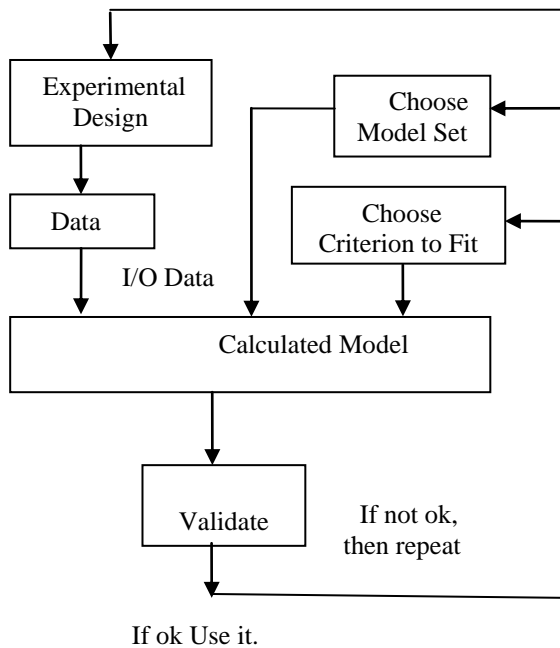 Experimental
Design
Choose
Model Set
Data
Choose
Criterion to Fit
I/O Data
Calculated Model
Validate
If not ok,
then repeat
If ok Use it.